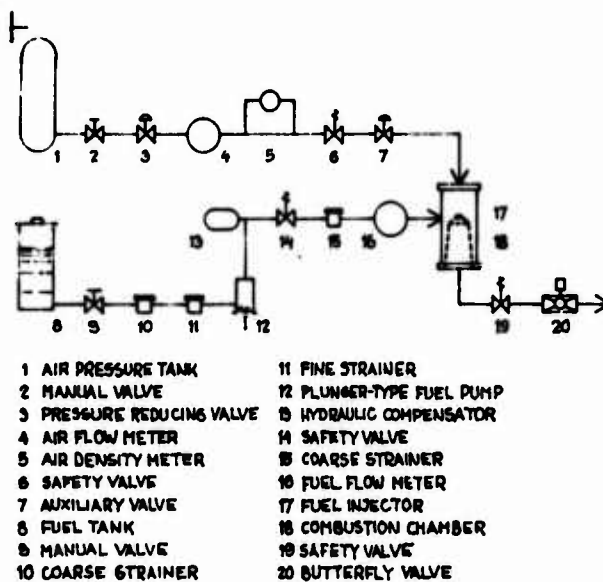 1 2 3 4 5 6 7
17
13 14 15 16 18
8 9 10 11 12 19 20
1 AIR PRESSURE TANK
2 MANUAL VALVE
3 PRESSURE REDUCING VALVE
4 AIR FLOW METER
5 AIR DENSITY METER
6 SAFETY VALVE
7 AUXILIARY VALVE
8 FUEL TANK
9 MANUAL VALVE
10 COARSE STRAINER
11 FINE STRAINER
12 PLUNGER-TYPE FUEL PUMP
13 HYDRAULIC COMPENSATOR
14 SAFETY VALVE
15 COARSE STRAINER
16 FUEL FLOW METER
17 FUEL INJECTOR
18 COMBUSTION CHAMBER
19 SAFETY VALVE
20 BUTTERFLY VALVE